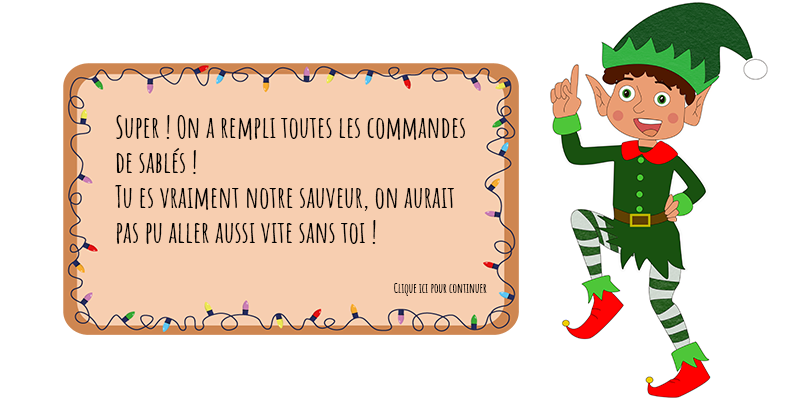 Super ! On a rempli toutes les commandes
de sablés !
Tu es vraiment notre sauveur, on aurait
pas pu aller aussi vite sans toi !
Clique ici pour continuer